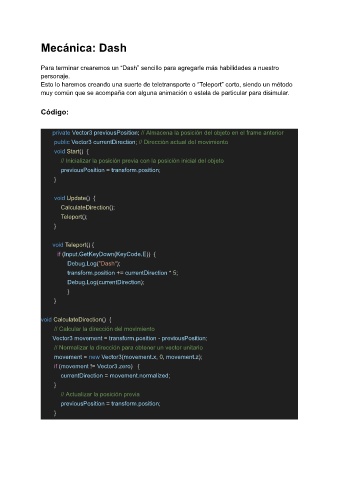 Mecánica: Dash
Para terminar crearemos un “Dash” sencillo para agregarle más habilidades a nuestro
personaje.
Esto lo haremos creando una suerte de teletransporte o “Teleport” corto, siendo un método
muy común que se acompaña con alguna animación o estela de particular para disimular.
Código:
private Vector3 previousPosition; // Almacena la posición del objeto en el frame anterior
public Vector3 currentDirection; // Dirección actual del movimiento
void Start() {
// Inicializar la posición previa con la posición inicial del objeto
previousPosition = transform.position;
}
void Update() {
CalculateDirection();
Teleport();
}
void Teleport() {
if (Input.GetKeyDown(KeyCode.E)) {
Debug.Log("Dash");
transform.position += currentDirection * 5;
Debug.Log(currentDirection);
}
}
void CalculateDirection() {
// Calcular la dirección del movimiento
Vector3 movement = transform.position - previousPosition;
// Normalizar la dirección para obtener un vector unitario
movement = new Vector3(movement.x, 0, movement.z);
if (movement != Vector3.zero) {
currentDirection = movement.normalized;
}
// Actualizar la posición previa
previousPosition = transform.position;
}